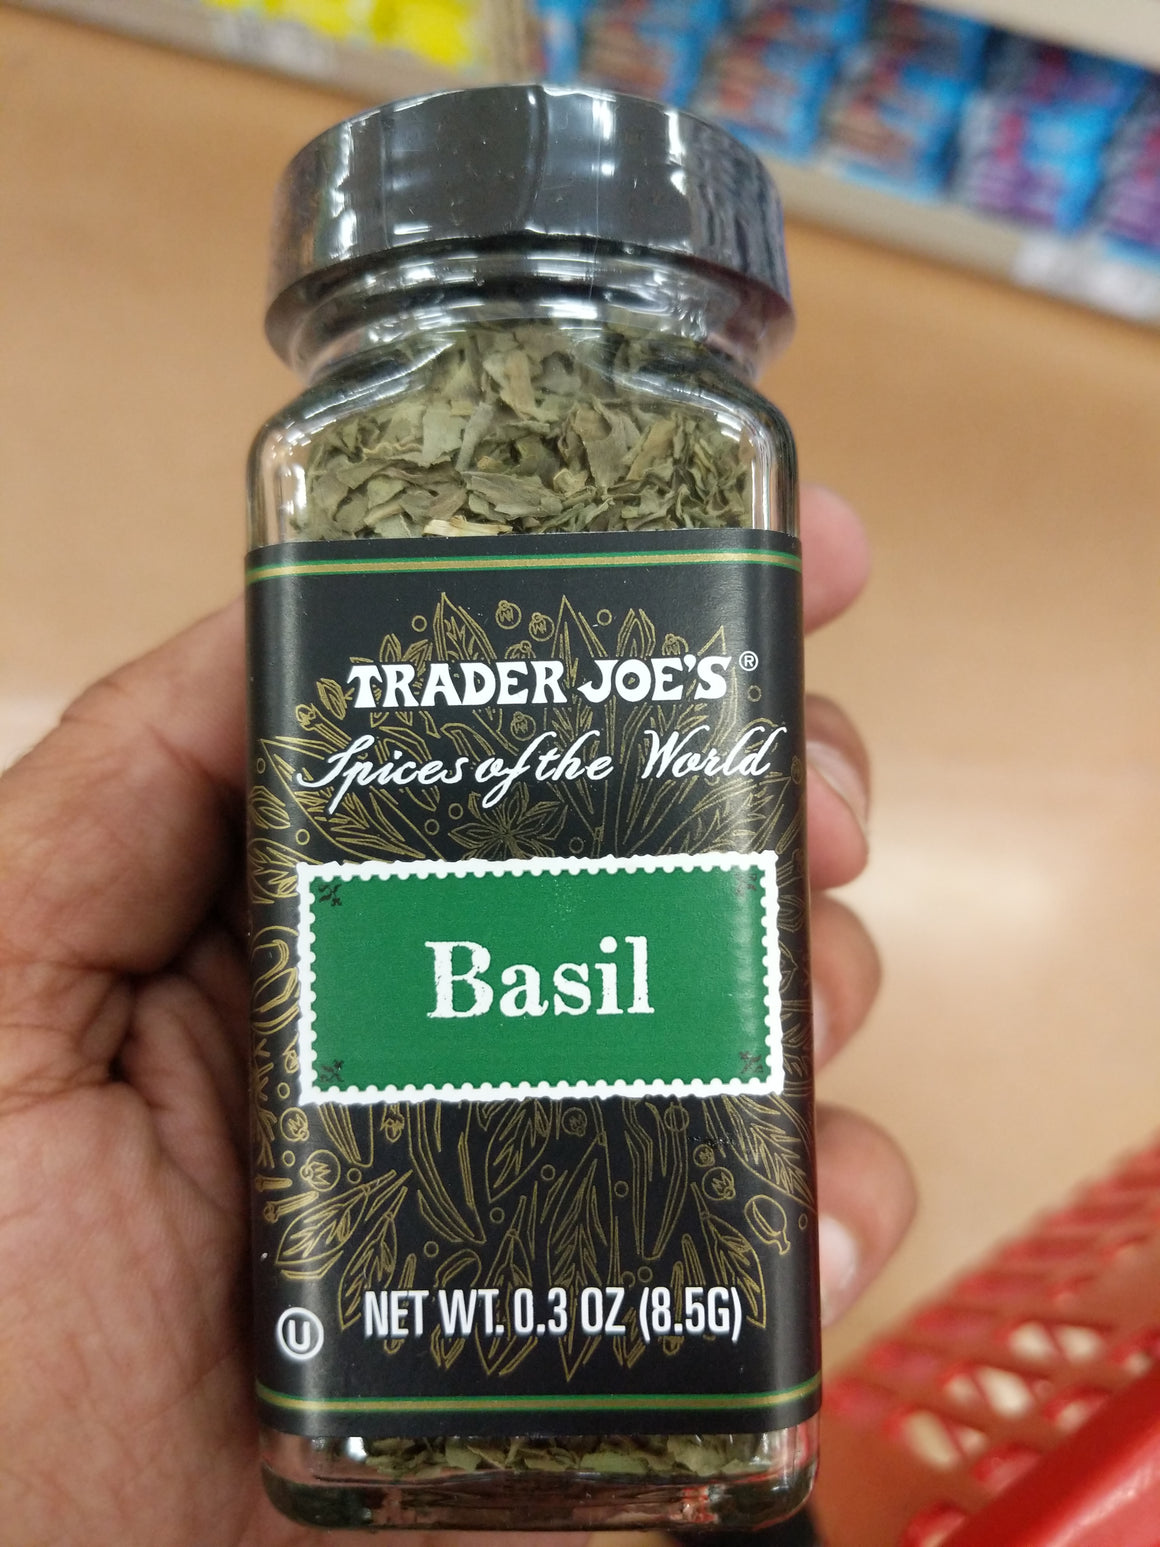 TRADER JOE'S®
Spices of the World
Basil
U
NET WT. 0.3 OZ (8.5G)